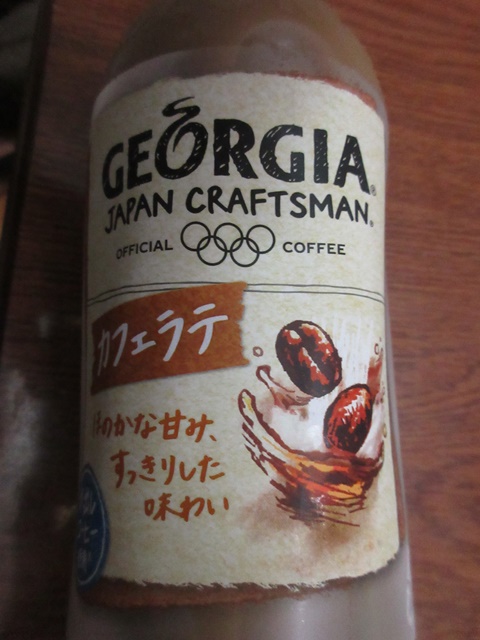 GEORGIA
JAPAN CRAFTSMAN
OFFICIAL COFFEE
カフェラテ
ほのかな甘み、
すっきりした
味わい